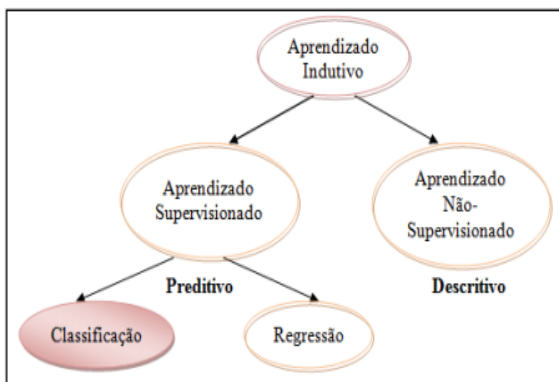 Aprendizado
Indutivo
Aprendizado
Supervisionado
Aprendizado
Não-
Supervisionado
Preditivo
Descritivo
Classificação
Regressão